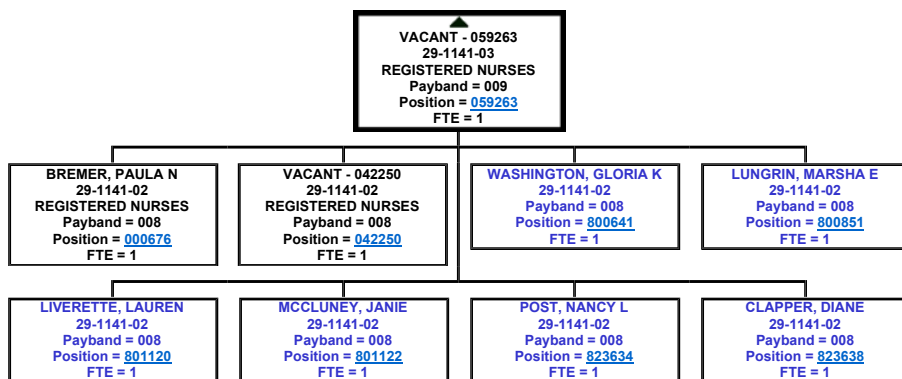 VACANT - 059263
29-1141-03
REGISTERED NURSES
Payband = 009
Position = 059263
FTE = 1
BREMER, PAULA N
29-1141-02
REGISTERED NURSES
Payband = 008
Position = 000676
FTE = 1
VACANT - 042250
29-1141-02
REGISTERED NURSES
Payband = 008
Position = 042250
FTE = 1
WASHINGTON, GLORIA K
29-1141-02
Payband = 008
Position = 800641
FTE = 1
LUNGRIN, MARSHA E
29-1141-02
Payband = 008
Position = 800851
FTE = 1
LIVERETTE, LAUREN
29-1141-02
Payband = 008
Position = 801120
FTE = 1
MCCLUNEY, JANIE
29-1141-02
Payband = 008
Position = 801122
FTE = 1
POST, NANCY L
29-1141-02
Payband = 008
Position = 823634
FTE = 1
CLAPPER, DIANE
29-1141-02
Payband = 008
Position = 823638
FTE = 1